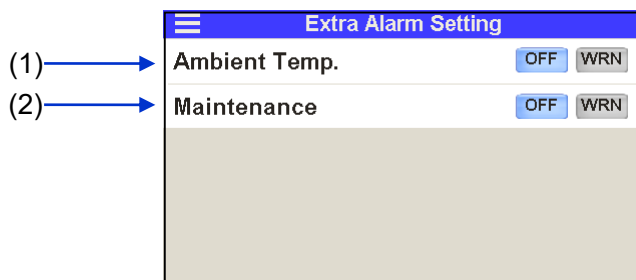 Extra Alarm Setting
(1) Ambient Temp. OFF WRN
(2) Maintenance OFF WRN